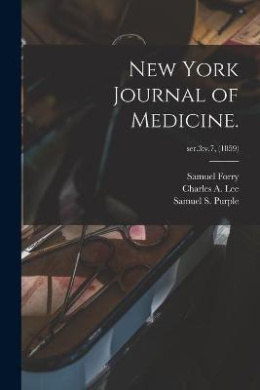 New York
Journal of
Medicine.
ser.3:v.7, (1859)
Samuel Forry
Charles A. Lee
Samuel S. Purple